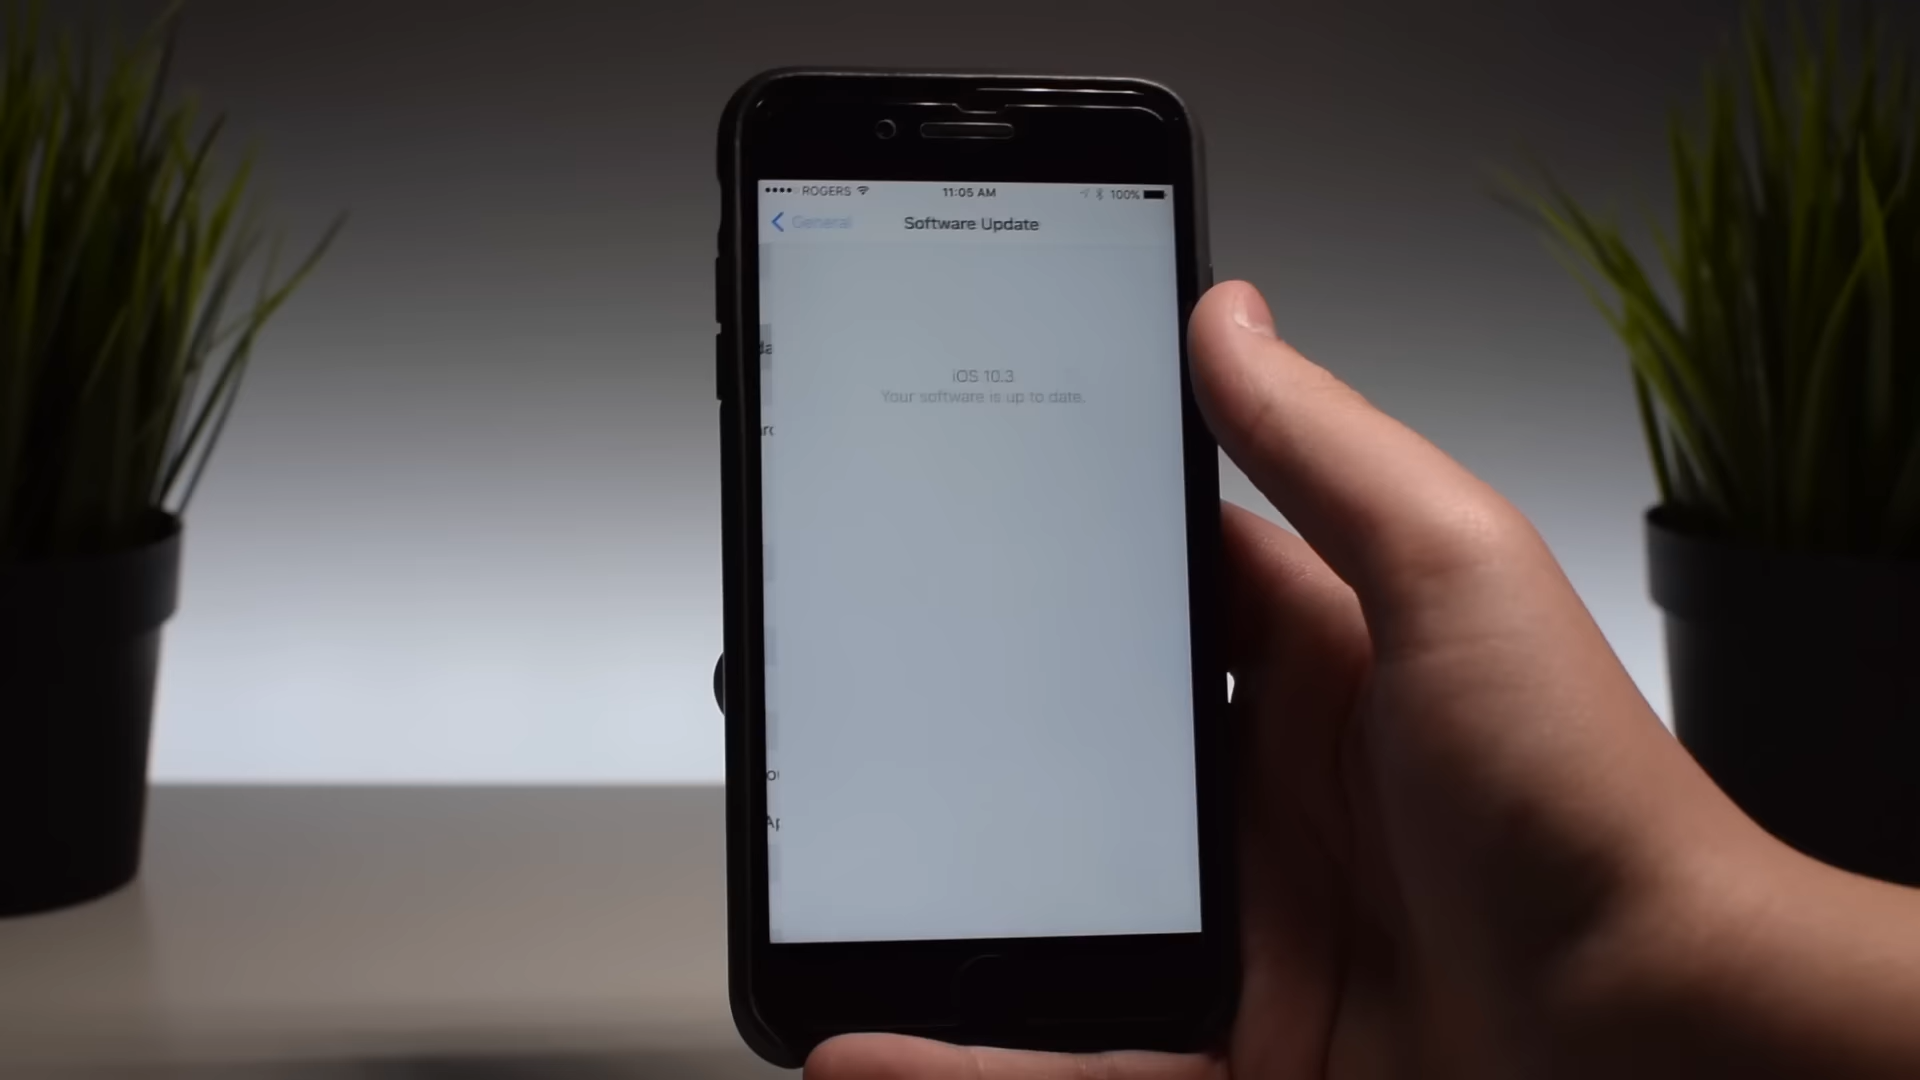 ROGERS 11:05 AM 100%
General Software Update
iOS 10.3
Your software is up to date.